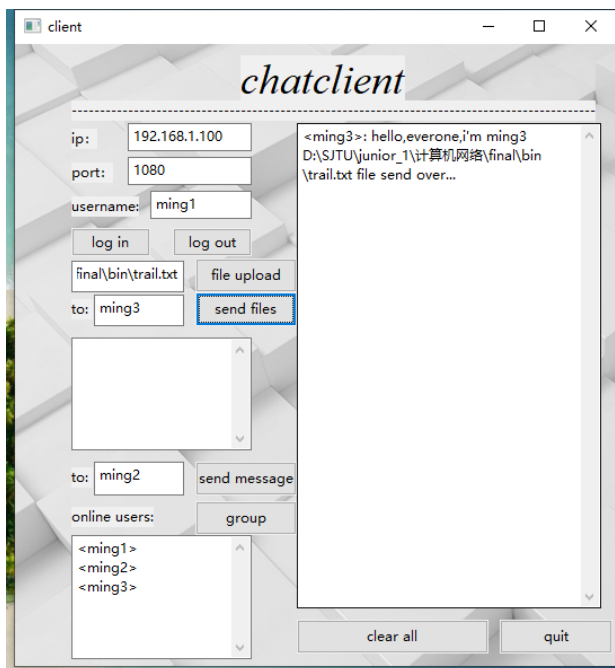 client
chatclient
ip:
192.168.1.100
port:
1080
username:
ming1
log in
log out
final\bin\trail.txt
file upload
to:
ming3
send files
to:
ming2
send message
online users:
group
<ming1>
<ming2>
<ming3>
<ming3>: hello,everone,i'm ming3
D:\SJTU\junior_1\计算机网络\final\bin
\trail.txt file send over...
clear all
quit